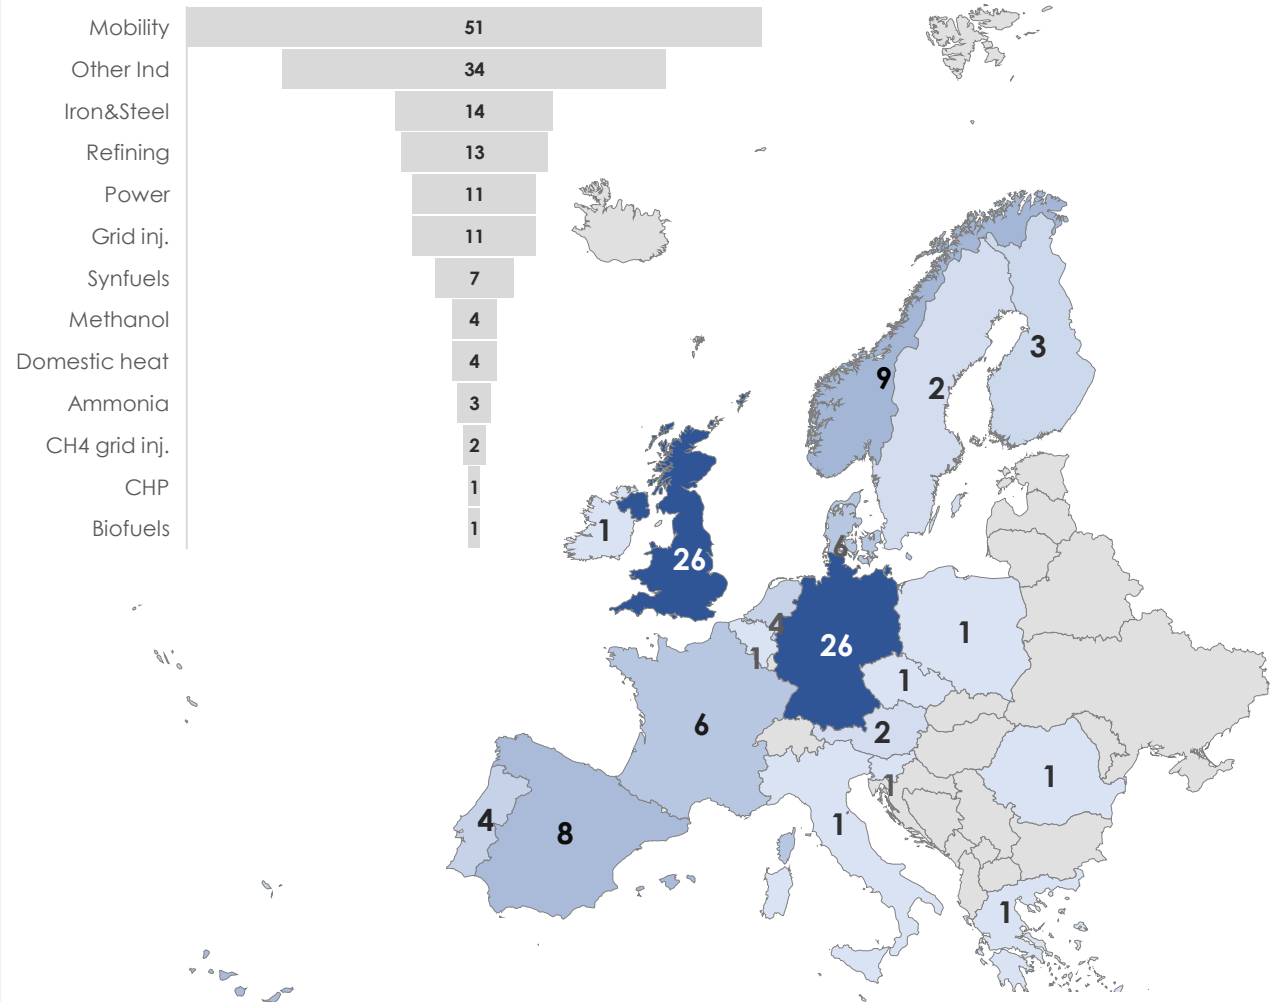 Mobility 51
Other Ind 34
Iron&Steel 14
Refining 13
Power 11
Grid inj. 11
Synfuels 7
Methanol 4
Domestic heat 4
Ammonia 3
CH4 grid inj. 2
CHP 1
Biofuels 1
3
9
2
1
6
26
4
1
26
1
1
6
2
1
1
4
8
1
1